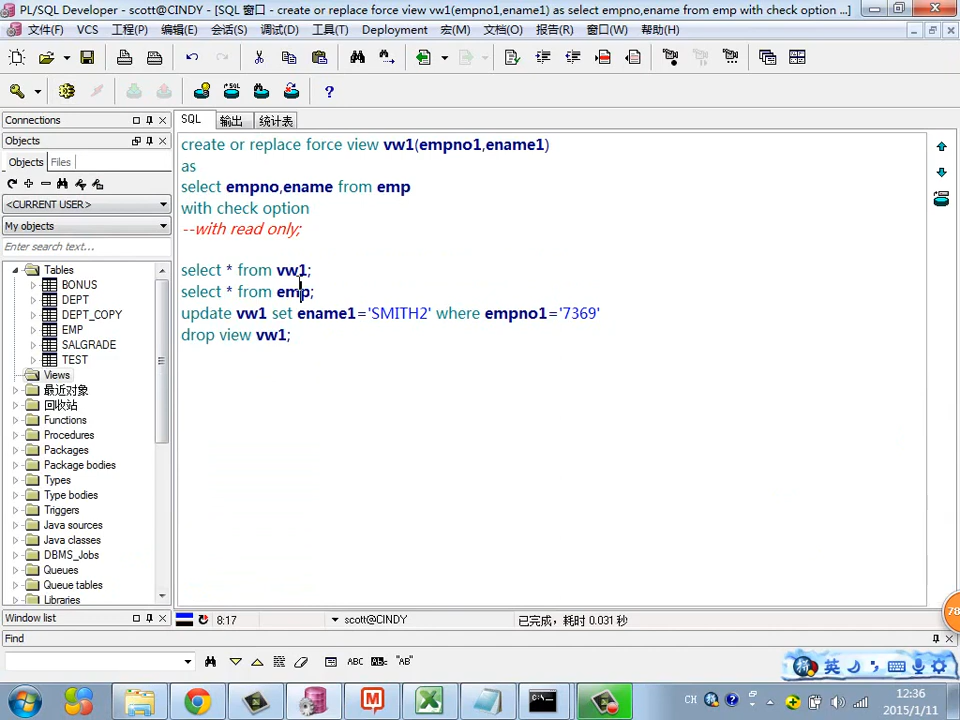 PL/SQL Developer - scott@CINDY - [SQL 窗口 - create or replace force view vw1(empno1,ename1) as select empno,ename from emp with check option ...]
文件(F) VCS 工程(P) 编辑(E) 会话(S) 调试(D) 工具(T) Deployment 宏(M) 文档(O) 报告(R) 窗口(W) 帮助(H)
Connections
Objects
Objects Files
<CURRENT USER>
My objects
Enter search text...
Tables
BONUS
DEPT
DEPT_COPY
EMP
SALGRADE
TEST
Views
最近对象
回收站
Functions
Procedures
Packages
Package bodies
Types
Type bodies
Triggers
Java sources
Java classes
DBMS_Jobs
Queues
Queue tables
Libraries
Window list
SQL 输出 统计表
create or replace force view vw1(empno1,ename1)
as
select empno,ename from emp
with check option
--with read only;
select * from vw1;
select * from emp;
update vw1 set ename1='SMITH2' where empno1='7369'
drop view vw1;
8:17 scott@CINDY 已完成，耗时 0.031 秒
78
Find
ABC "AB"
英
CH 12:36
2015/1/11